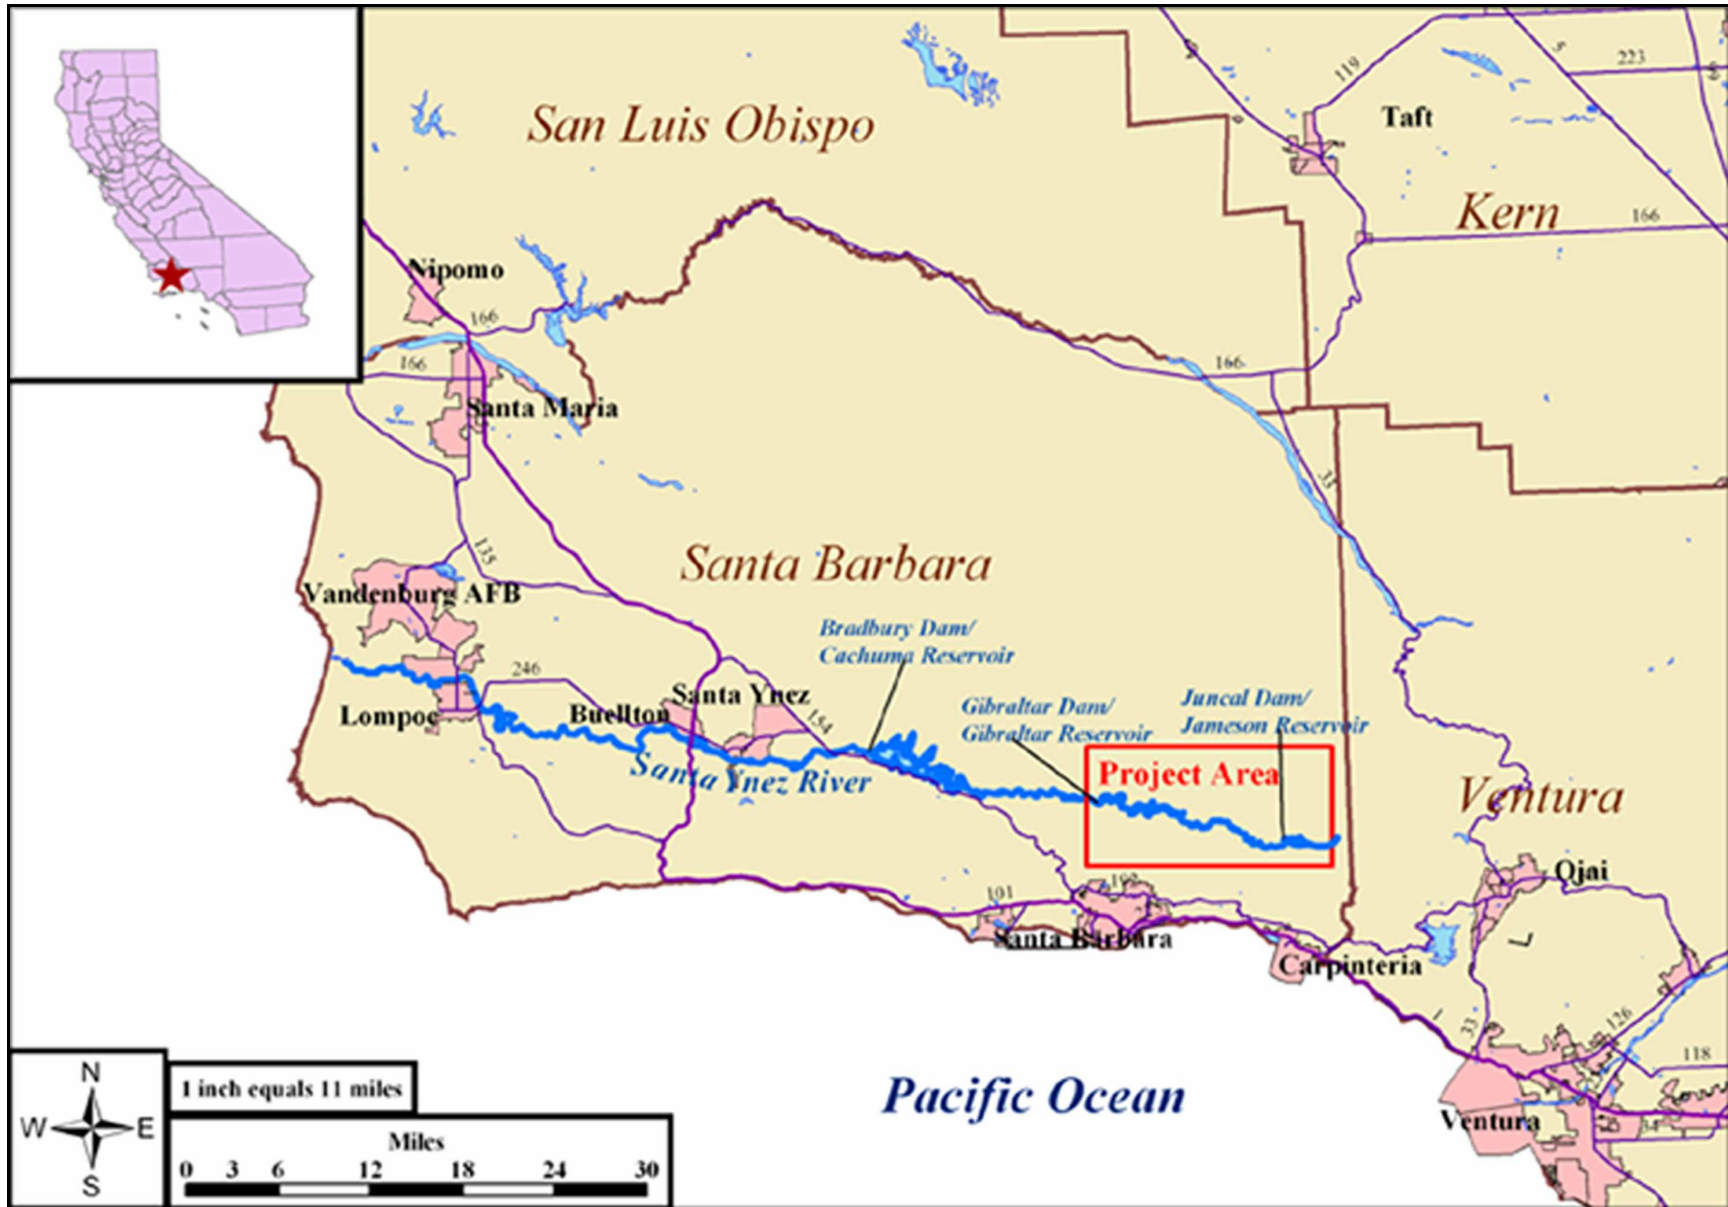 119
5
223
Taft
San Luis Obispo
Kern
166
Nipomo
166
166
166
Santa Maria
33
135
Santa Barbara
Vandenburg AFB
Bradbury Dam/
Cachuma Reservoir
246
Santa Ynez
Lompoc
Buellton
154
Gibraltar Dam/
Gibraltar Reservoir
Juncal Dam/
Jameson Reservoir
Santa Ynez River
Project Area
Ventura
Ojai
101
192
Santa Barbara
Carpinteria
1
33
126
118
Pacific Ocean
Ventura
34
N
W
E
S
1 inch equals 11 miles
Miles
0 3 6 12 18 24 30